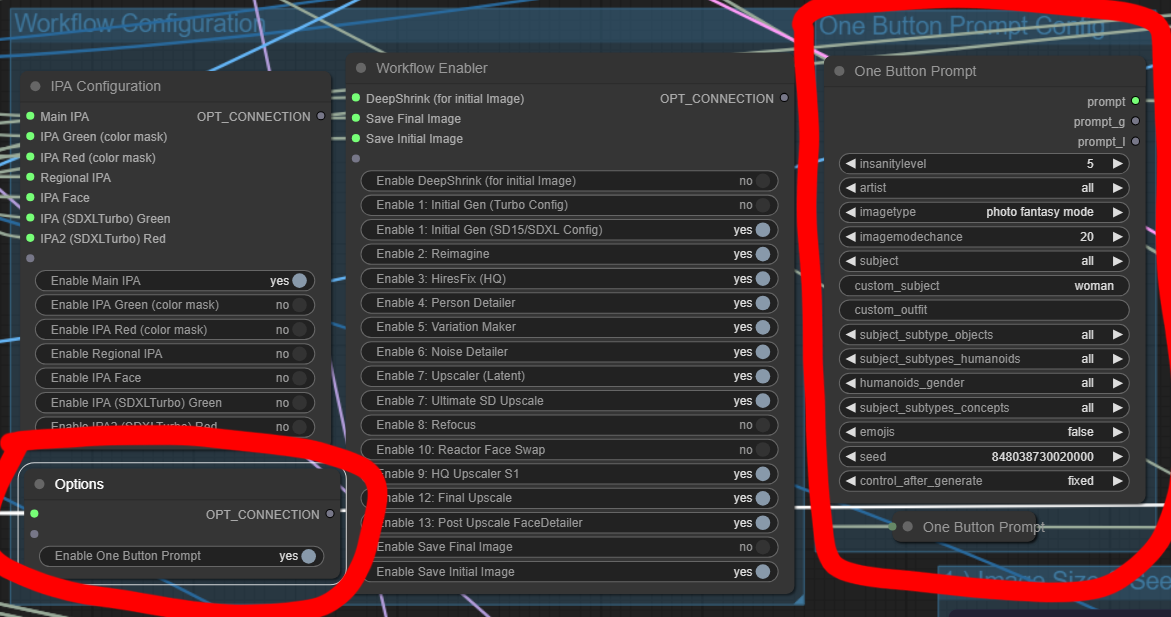 Workflow Configuration
IPA Configuration
Main IPA
OPT_CONNECTION
IPA Green (color mask)
IPA Red (color mask)
Regional IPA
IPA Face
IPA (SDXLTurbo) Green
IPA2 (SDXLTurbo) Red
Enable Main IPA yes
Enable IPA Green (color mask) no
Enable IPA Red (color mask) no
Enable Regional IPA no
Enable IPA Face no
Enable IPA (SDXLTurbo) Green no
Enable IPA2 (SDXLTurbo) Red no
Options
OPT_CONNECTION
Enable One Button Prompt yes
Workflow Enabler
DeepShrink (for initial Image)
OPT_CONNECTION
Save Final Image
Save Initial Image
Enable DeepShrink (for initial Image) no
Enable 1: Initial Gen (Turbo Config) no
Enable 1: Initial Gen (SD15/SDXL Config) yes
Enable 2: Reimagine yes
Enable 3: HiresFix (HQ) yes
Enable 4: Person Detailer yes
Enable 5: Variation Maker yes
Enable 6: Noise Detailer yes
Enable 7: Upscaler (Latent) yes
Enable 7: Ultimate SD Upscale yes
Enable 8: Refocus no
Enable 10: Reactor Face Swap no
Enable 9: HQ Upscaler S1 yes
12: Final Upscale yes
Enable 13: Post Upscale FaceDetailer yes
Enable Save Final Image no
Enable Save Initial Image yes
One Button Prompt Config
One Button Prompt
prompt
prompt_g
prompt_l
insanitylevel 5
artist all
imagetype photo fantasy mode
imagemodechance 20
subject all
custom_subject woman
custom_outfit
subject_subtype_objects all
subject_subtypes_humanoids all
humanoids_gender all
subject_subtypes_concepts all
emojis false
seed 848038730020000
control_after_generate fixed
One Button Prompt
Image Size